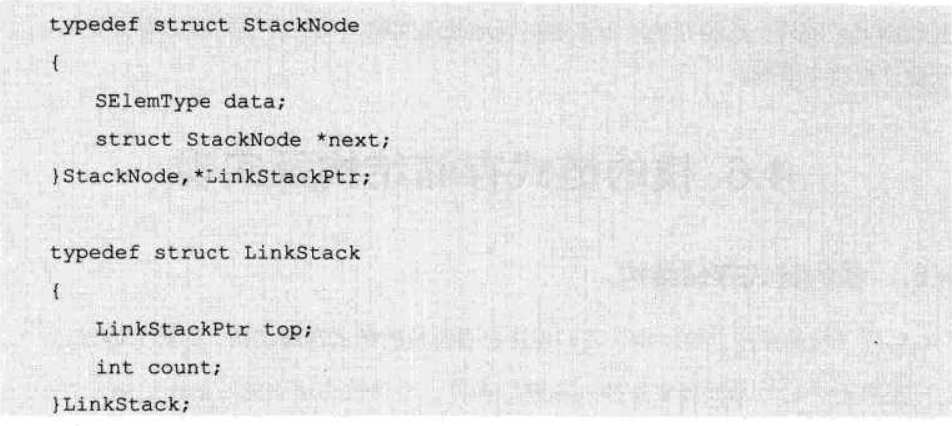 typedef struct StackNode
{
SElemType data;
struct StackNode *next;
}StackNode,*LinkStackPtr;
typedef struct LinkStack
{
LinkStackPtr top;
int count;
}LinkStack;